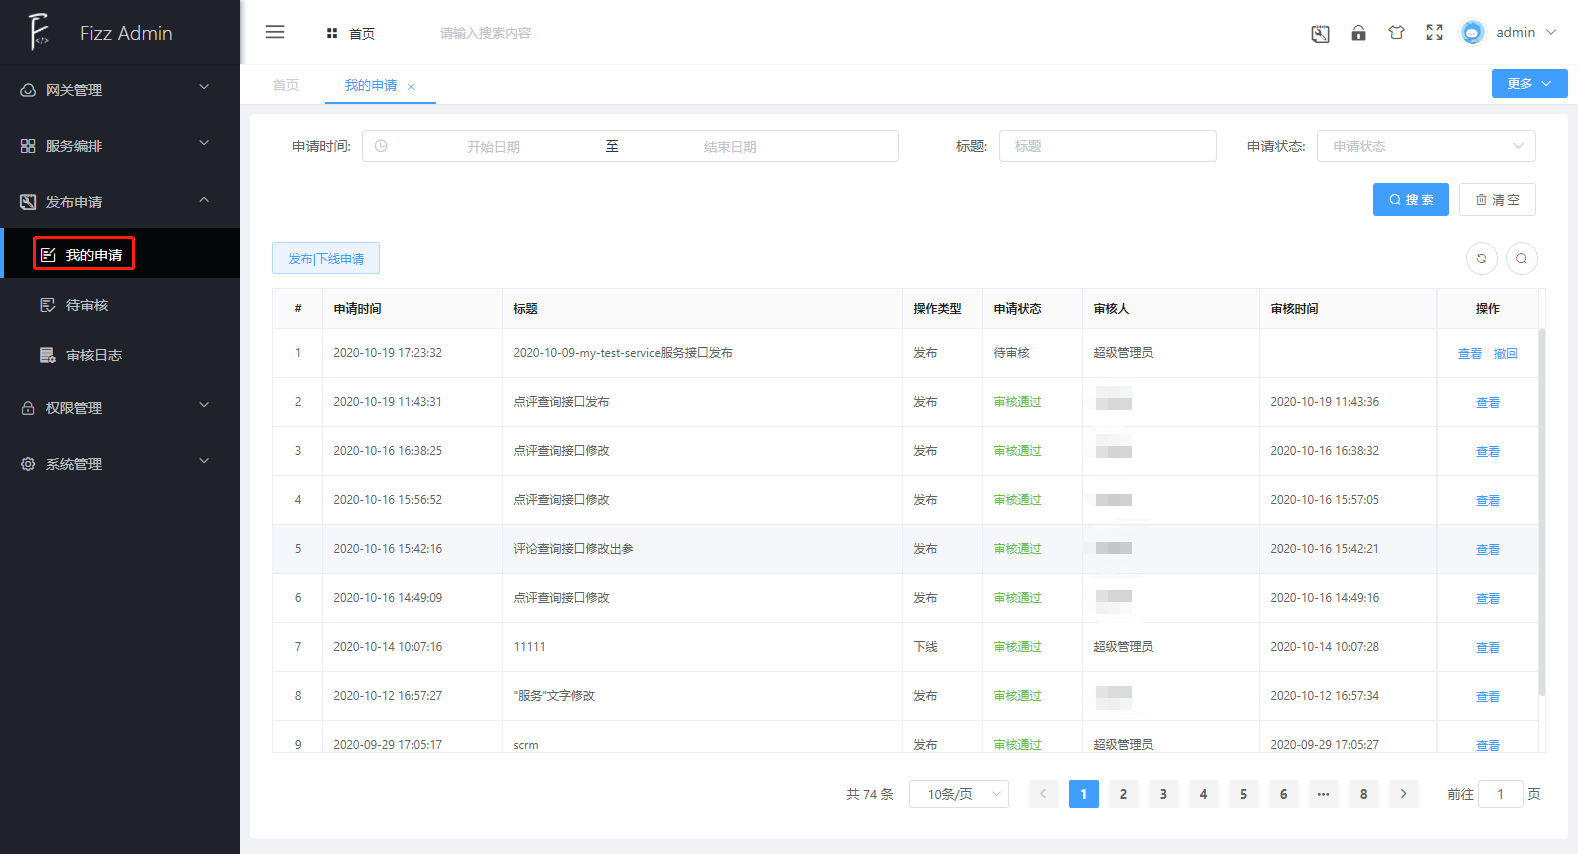 Fizz Admin
首页
请输入搜索内容
admin
网关管理
服务编排
发布申请
我的申请
待审核
审核日志
权限管理
系统管理
首页 我的申请 ×
更多
申请时间: 开始日期 至 结束日期 标题: 标题 申请状态: 申请状态
搜索 清空
发布|下线申请
# 申请时间 标题 操作类型 申请状态 审核人 审核时间 操作
1 2020-10-19 17:23:32 2020-10-09-my-test-service服务接口发布 发布 待审核 超级管理员 查看 撤回
2 2020-10-19 11:43:31 点评查询接口发布 发布 审核通过 2020-10-19 11:43:36 查看
3 2020-10-16 16:38:25 点评查询接口修改 发布 审核通过 2020-10-16 16:38:32 查看
4 2020-10-16 15:56:52 点评查询接口修改 发布 审核通过 2020-10-16 15:57:05 查看
5 2020-10-16 15:42:16 评论查询接口修改出参 发布 审核通过 2020-10-16 15:42:21 查看
6 2020-10-16 14:49:09 点评查询接口修改 发布 审核通过 2020-10-16 14:49:16 查看
7 2020-10-14 10:07:16 11111 下线 审核通过 超级管理员 2020-10-14 10:07:28 查看
8 2020-10-12 16:57:27 "服务"文字修改 发布 审核通过 2020-10-12 16:57:34 查看
9 2020-09-29 17:05:17 scrm 发布 审核通过 超级管理员 2020-09-29 17:05:27 查看
共 74 条 10条/页 1 2 3 4 5 6 ••• 8 前往 1 页